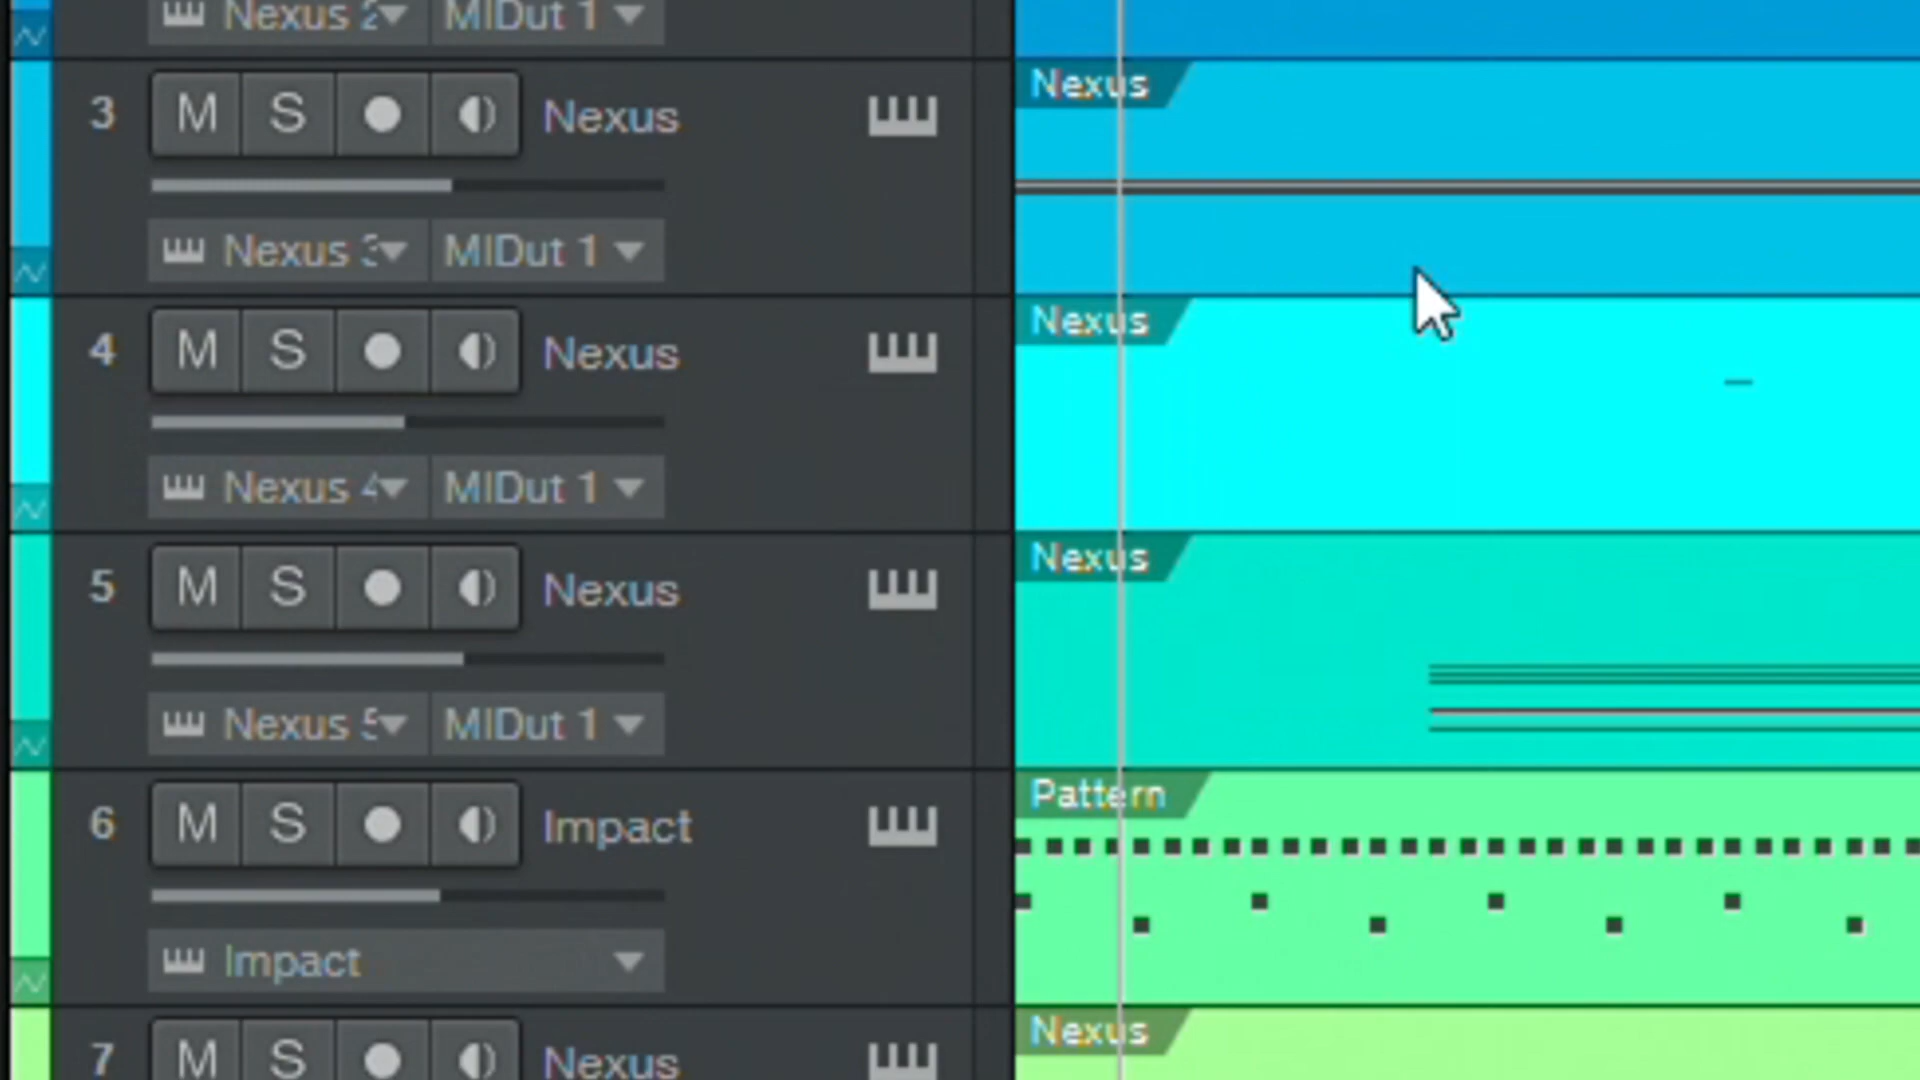 Nexus 2 MIDut 1
3 M S Nexus Nexus
Nexus 3 MIDut 1
4 M S Nexus Nexus
Nexus 4 MIDut 1
5 M S Nexus Nexus
Nexus 5 MIDut 1
6 M S Impact Pattern
Impact
7 M S Nexus Nexus